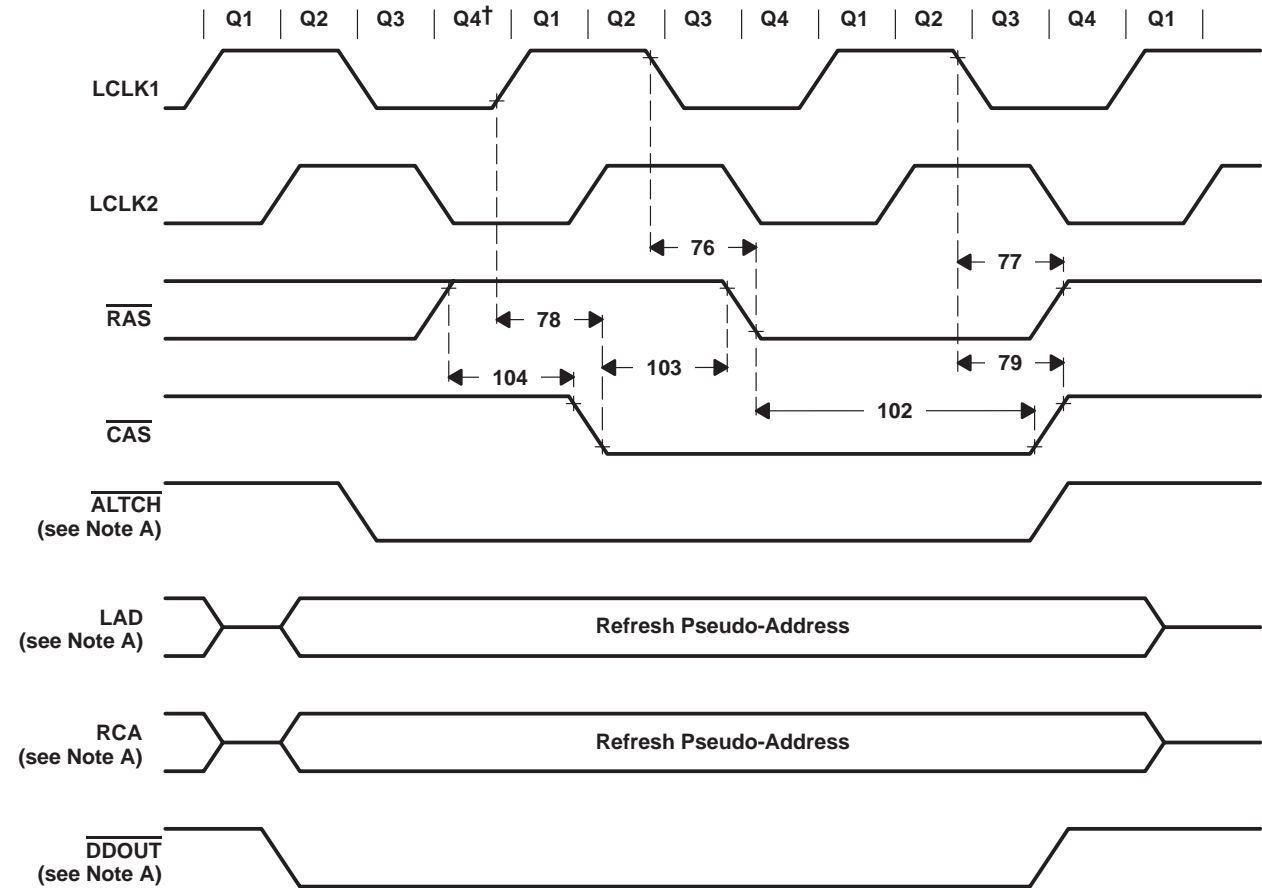 Q1 Q2 Q3 Q4† Q1 Q2 Q3 Q4 Q1 Q2 Q3 Q4 Q1
LCLK1
LCLK2
76
77
RAS
78
79
103
104
102
CAS
ALTCH
(see Note A)
LAD
(see Note A)
Refresh Pseudo-Address
RCA
(see Note A)
Refresh Pseudo-Address
DDOUT
(see Note A)